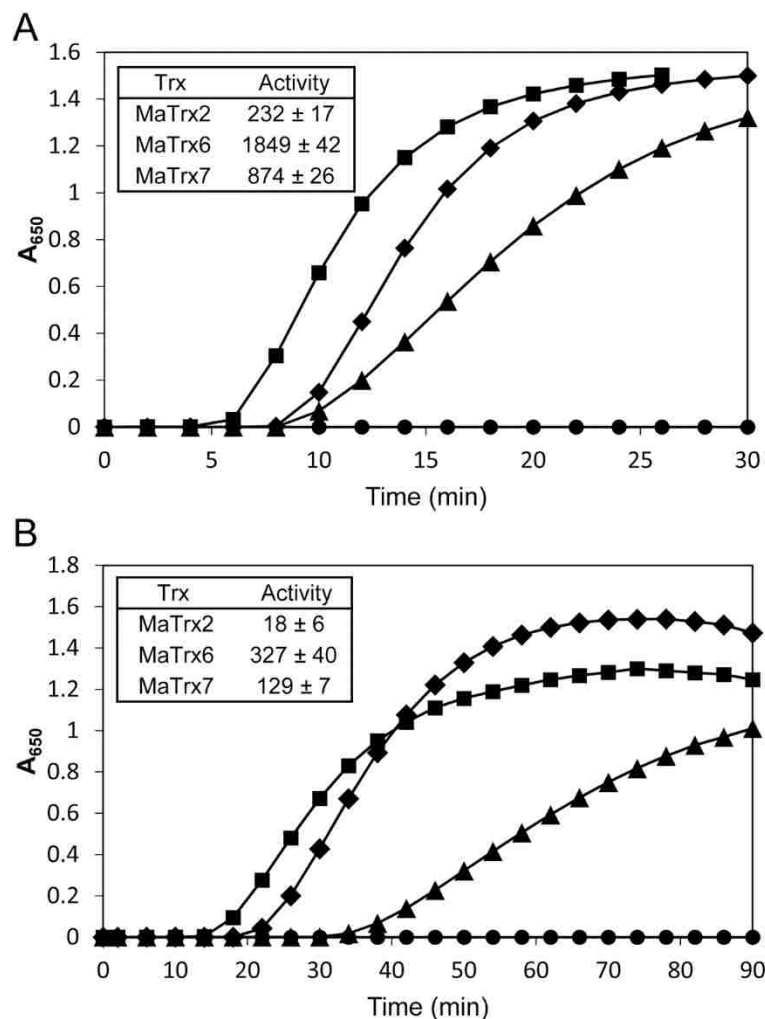 A
1.6
1.4
1.2
1
0.8
0.6
0.4
0.2
0
A650
Trx Activity
MaTrx2 232 ± 17
MaTrx6 1849 ± 42
MaTrx7 874 ± 26
0 5 10 15 20 25 30
Time (min)
B
1.8
1.6
1.4
1.2
1
0.8
0.6
0.4
0.2
0
A650
Trx Activity
MaTrx2 18 ± 6
MaTrx6 327 ± 40
MaTrx7 129 ± 7
0 10 20 30 40 50 60 70 80 90
Time (min)